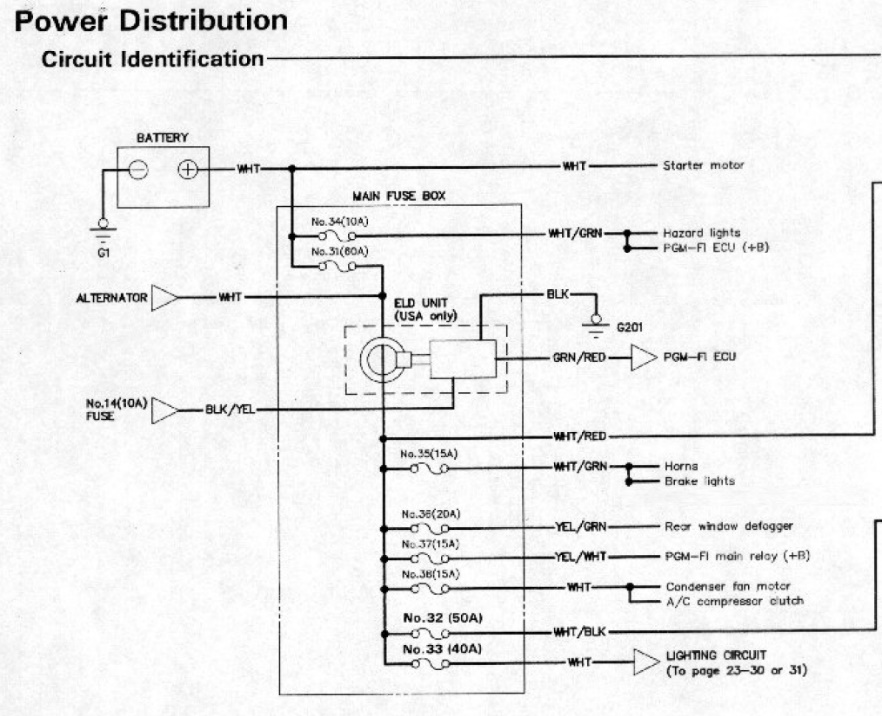 Power Distribution
Circuit Identification
BATTERY
WHT
WHT
Starter motor
G1
MAIN FUSE BOX
No.34(10A)
WHT/GRN
Hazard lights
PGM-FI ECU (+B)
No.31(80A)
ALTERNATOR
WHT
ELD UNIT
(USA only)
BLK
G201
GRN/RED
PGM-FI ECU
No.14(10A)
FUSE
BLK/YEL
WHT/RED
No.35(15A)
WHT/GRN
Horns
Brake lights
No.36(20A)
YEL/GRN
Rear window defogger
No.37(15A)
YEL/WHT
PGM-FI main relay (+B)
No.38(15A)
WHT
Condenser fan motor
A/C compressor clutch
No.32 (50A)
WHT/BLK
No.33 (40A)
WHT
LIGHTING CIRCUIT
(To page 23-30 or 31)